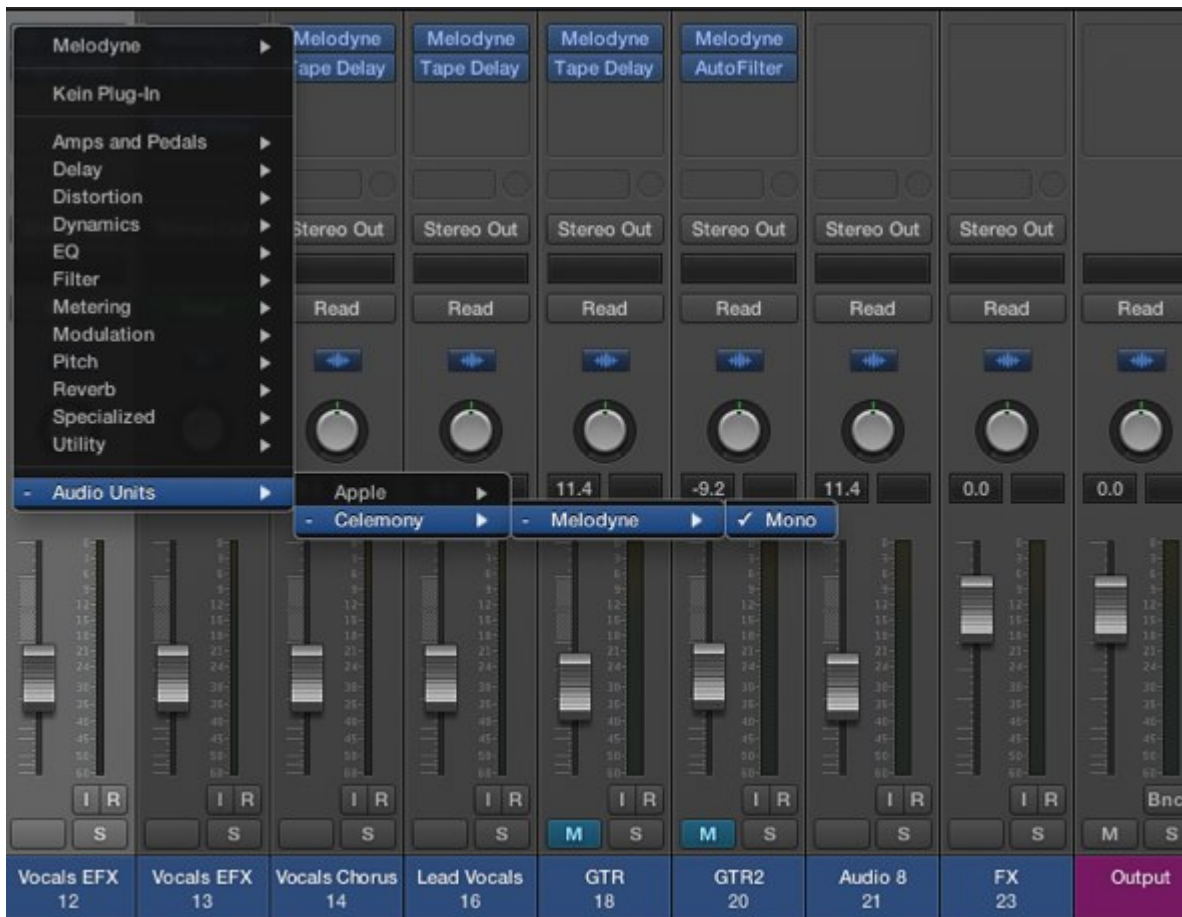 Melodyne
Kein Plug-In
Amps and Pedals
Delay
Distortion
Dynamics
EQ
Filter
Metering
Modulation
Pitch
Reverb
Specialized
Utility
- Audio Units
Apple
- Celemony
- Melodyne
✓ Mono
Melodyne Melodyne Melodyne Melodyne
Tape Delay Tape Delay Tape Delay AutoFilter
Stereo Out Stereo Out Stereo Out Stereo Out Stereo Out Stereo Out
Read Read Read Read Read Read Read
11.4 -9.2 11.4 0.0 0.0
I R I R I R I R I R I R I R I R Bnc
S S S S M S M S S S M S
Vocals EFX Vocals EFX Vocals Chorus Lead Vocals GTR GTR2 Audio 8 FX Output
12 13 14 16 18 20 21 23